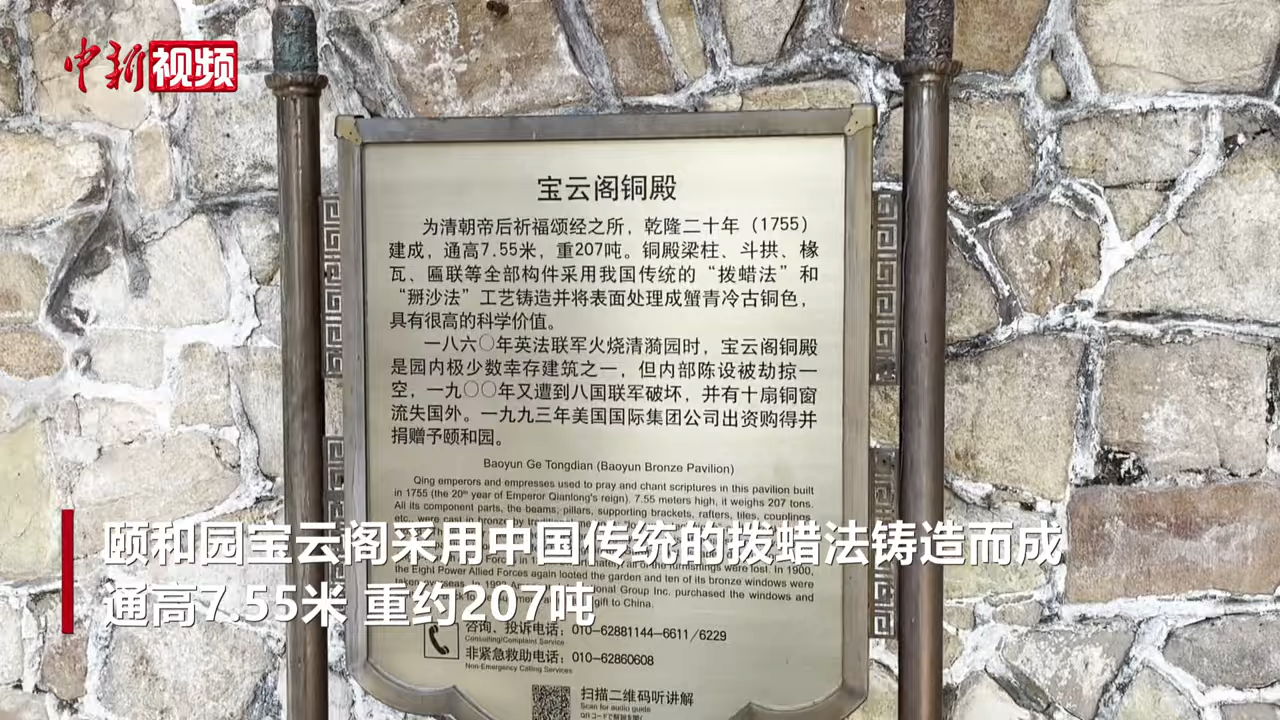 中新视频
宝云阁铜殿
为清朝帝后祈福颂经之所，乾隆二十年（1755）
建成，通高7.55米，重207吨。铜殿梁柱、斗拱、椽
瓦、匾联等全部构件采用我国传统的“拨蜡法”和
“掰沙法”工艺铸造并将表面处理成蟹青冷古铜色，
具有很高的科学价值。
一八六〇年英法联军火烧清漪园时，宝云阁铜殿
是园内极少数幸存建筑之一，但内部陈设被劫掠一
空，一九〇〇年又遭到八国联军破坏，并有十扇铜窗
流失国外。一九九三年美国国际集团公司出资购得并
捐赠予颐和园。
Baoyun Ge Tongdian (Baoyun Bronze Pavilion)
Qing emperors and empresses used to pray and chant scriptures in this pavilion built
in 1755 (the 20th year of Emperor Qianlong's reign). 7.55 meters high, it weighs 207 tons.
All its component parts, the beams, pillars, supporting brackets, rafters, tiles, couplings
etc., were cast in bronze by
颐和园宝云阁采用中国传统的拨蜡法铸造而成
furnishings were lost. In 1900,
the Eight Power Allied Forces again looted the garden and ten of its bronze windows were
Group Inc. purchased the windows and
gift to China.
通高7.55米 重约207吨
咨询、投诉电话：010-62881144-6611/6229
Consulting/Complaint Service
非紧急救助电话：010-62860608
Non-Emergency Calling Services
扫描二维码听讲解
Scan for audio guide